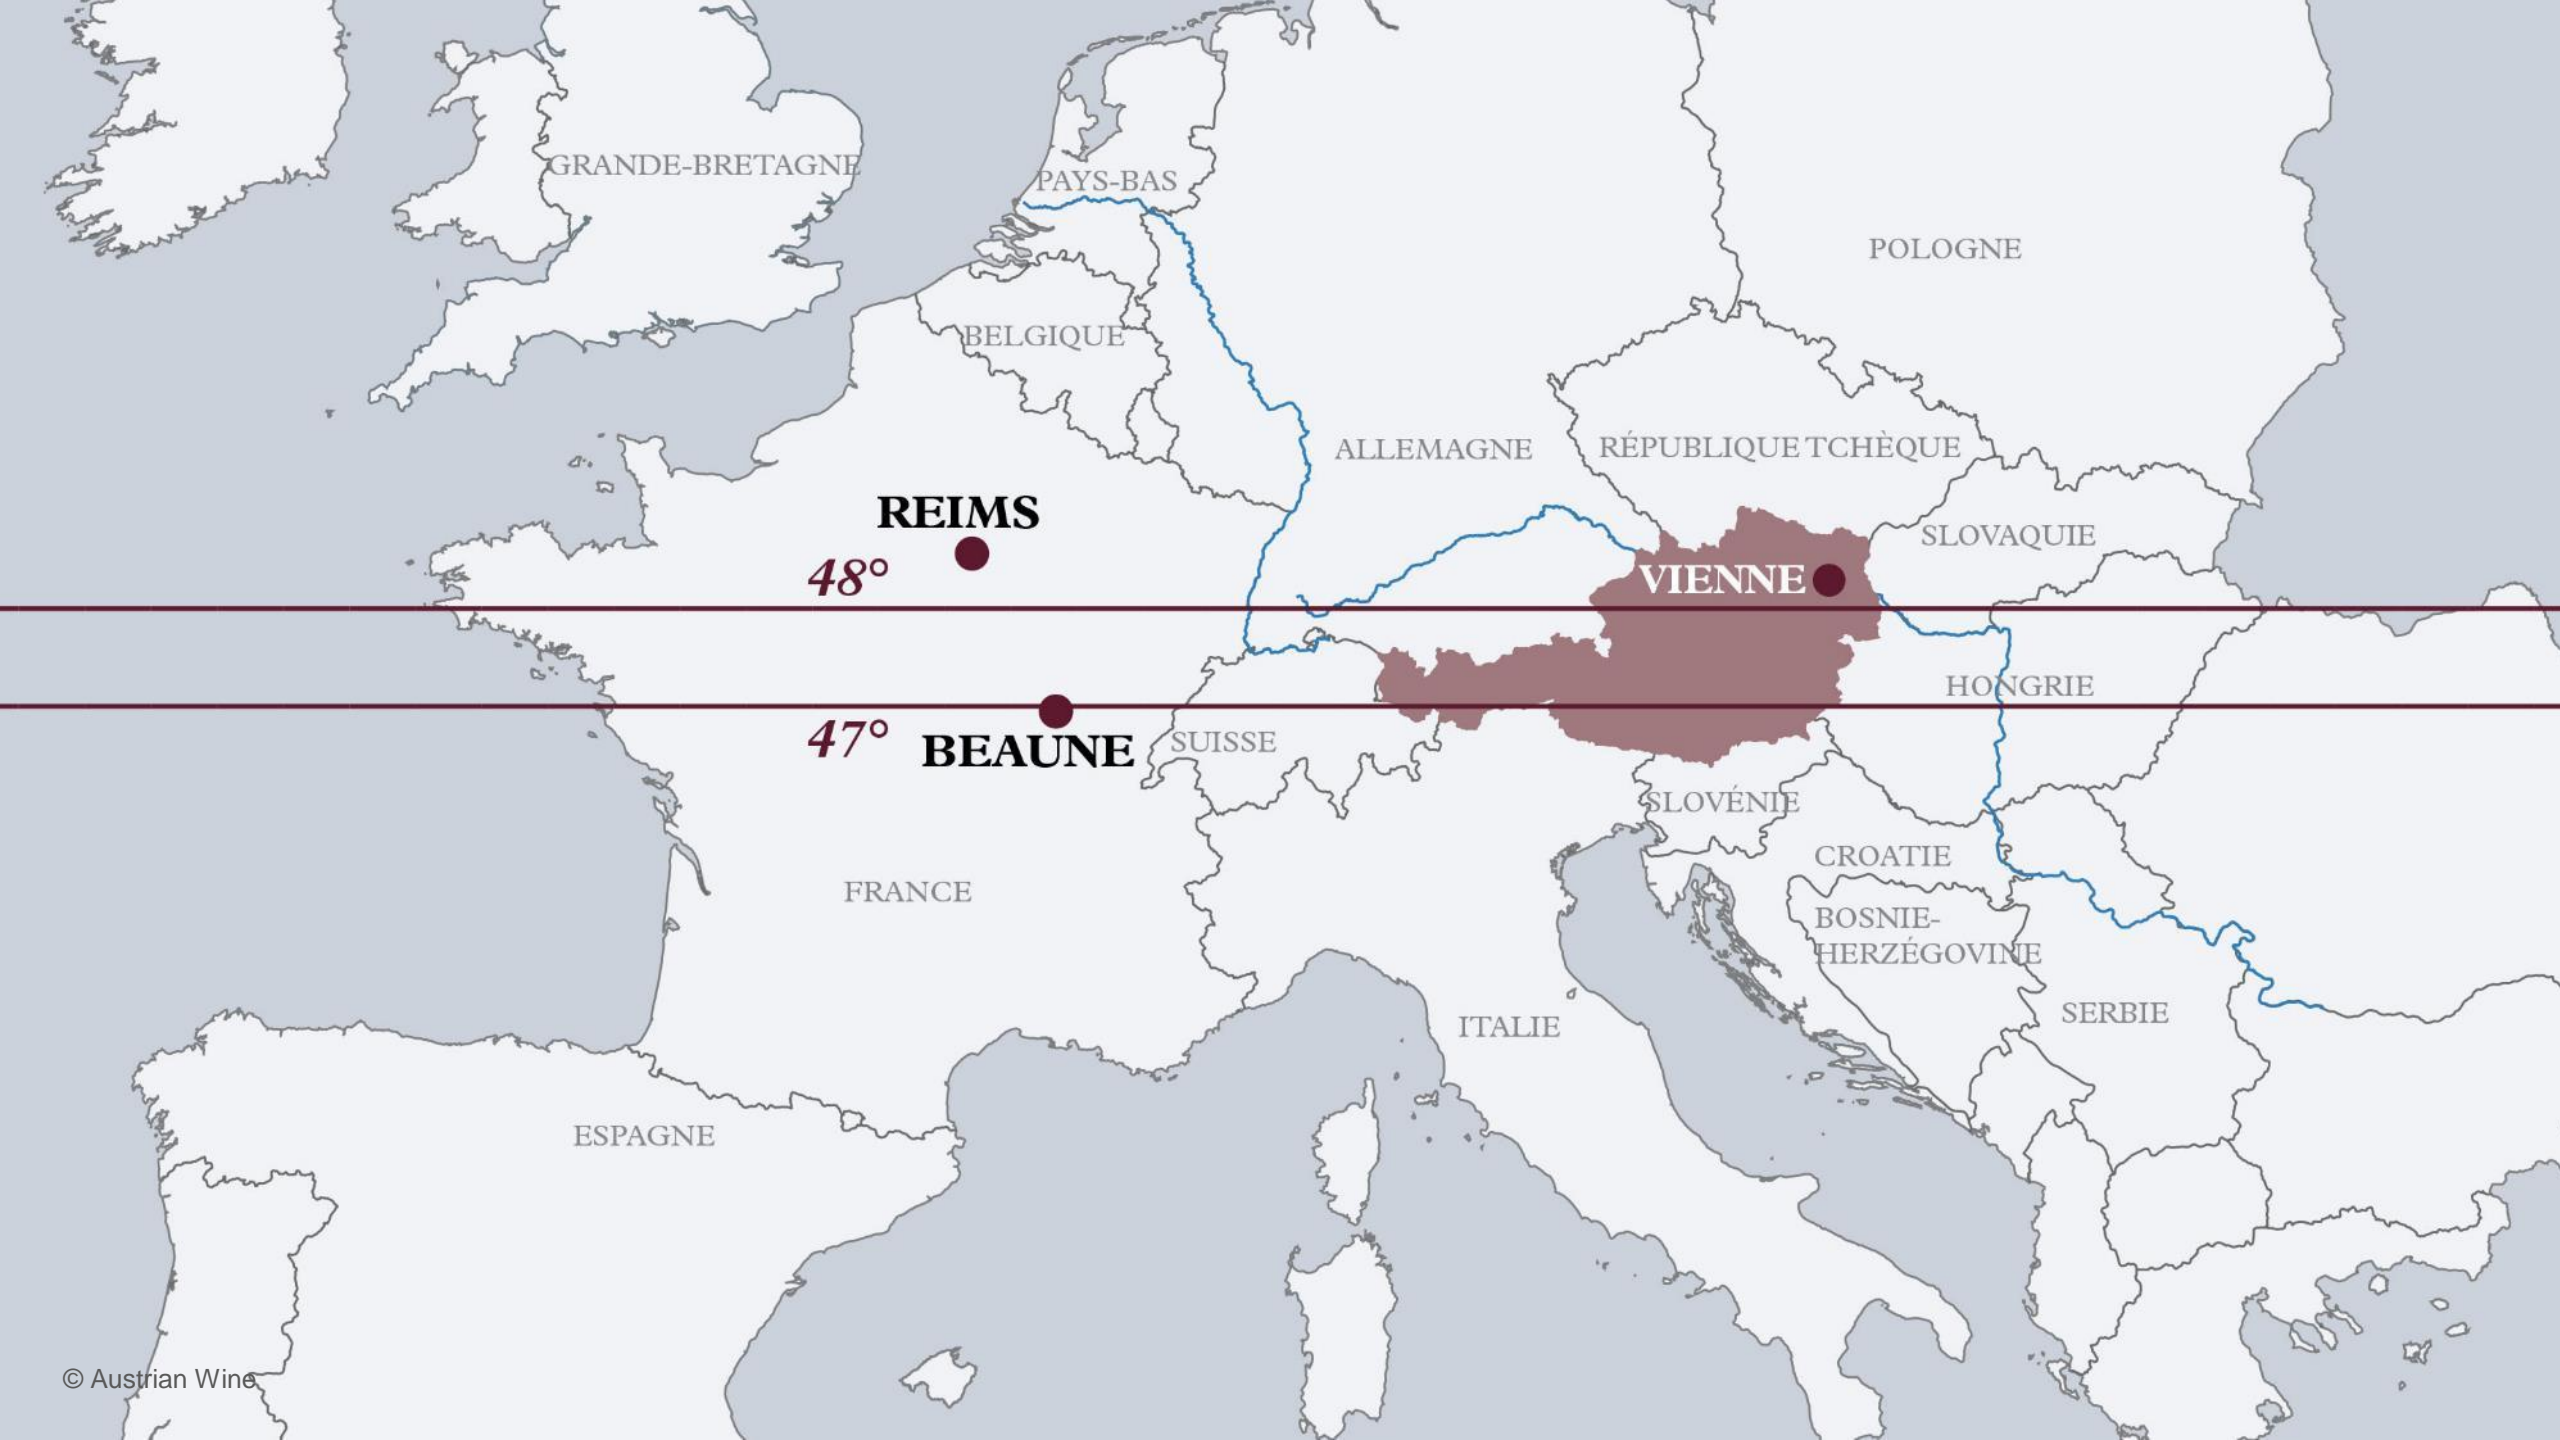 GRANDE-BRETAGNE
PAYS-BAS
POLOGNE
BELGIQUE
ALLEMAGNE
RÉPUBLIQUE TCHÈQUE
REIMS
SLOVAQUIE
48°
VIENNE
HONGRIE
47°
BEAUNE
SUISSE
SLOVÉNIE
CROATIE
FRANCE
BOSNIE-
HERZÉGOVINE
SERBIE
ITALIE
ESPAGNE
© Austrian Wine